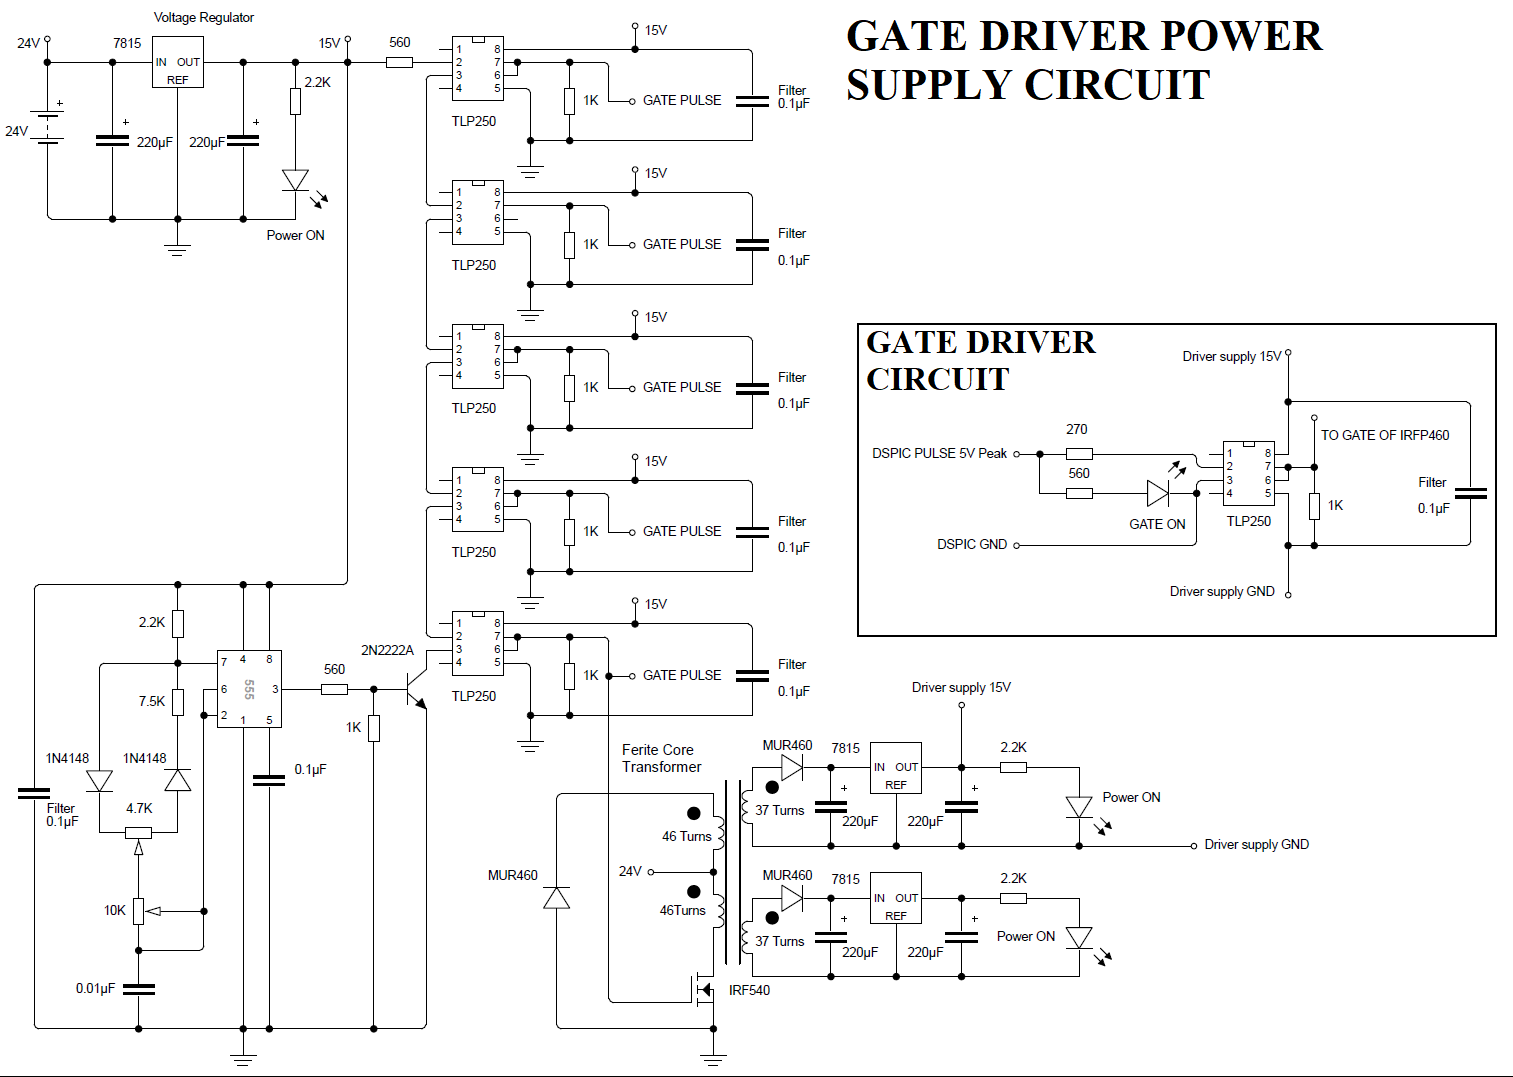 GATE DRIVER POWER
SUPPLY CIRCUIT
Voltage Regulator
24V
7815
IN OUT
REF
15V
560
2.2K
24V
+
220µF
+
220µF
+
Power ON
1
2
3
4
8
7
6
5
TLP250
15V
1K
GATE PULSE
Filter
0.1µF
1
2
3
4
8
7
6
5
TLP250
15V
1K
GATE PULSE
Filter
0.1µF
1
2
3
4
8
7
6
5
TLP250
15V
1K
GATE PULSE
Filter
0.1µF
1
2
3
4
8
7
6
5
TLP250
15V
1K
GATE PULSE
Filter
0.1µF
1
2
3
4
8
7
6
5
TLP250
15V
1K
GATE PULSE
Filter
0.1µF
GATE DRIVER
CIRCUIT
Driver supply 15V
270
DSPIC PULSE 5V Peak
560
GATE ON
DSPIC GND
1
2
3
4
8
7
6
5
TLP250
TO GATE OF IRFP460
1K
Filter
0.1µF
Driver supply GND
2.2K
7.5K
7
6
2
4
8
3
1
5
555
560
2N2222A
1K
1N4148
1N4148
0.1µF
Filter
0.1µF
4.7K
10K
0.01µF
Ferite Core
Transformer
MUR460
46 Turns
24V
46Turns
IRF540
37 Turns
37 Turns
Driver supply 15V
MUR460
7815
IN OUT
REF
+
220µF
+
220µF
2.2K
Power ON
Driver supply GND
MUR460
7815
IN OUT
REF
+
220µF
+
220µF
2.2K
Power ON